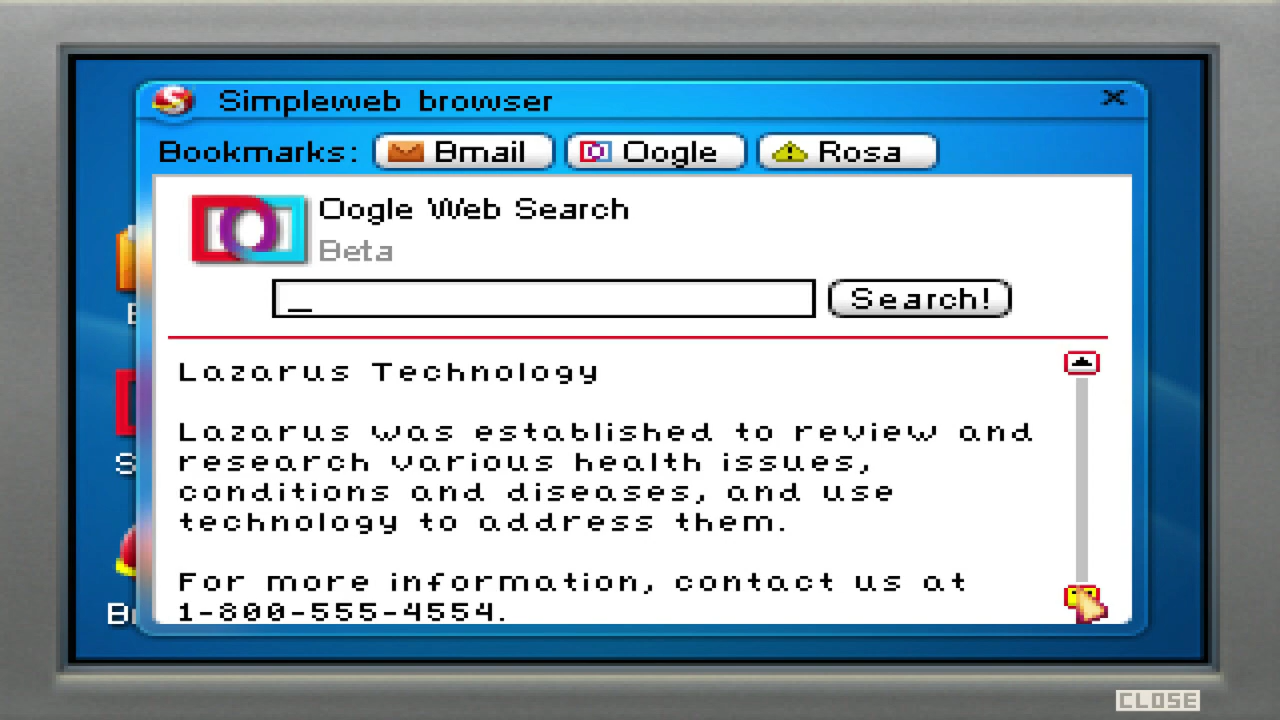 Simpleweb browser
Bookmarks: Bmail Oogle Rosa
Oogle Web Search
Beta
_ Search!
Lazarus Technology
Lazarus was established to review and
research various health issues,
conditions and diseases, and use
technology to address them.
For more information, contact us at
1-800-555-4554.
CLOSE